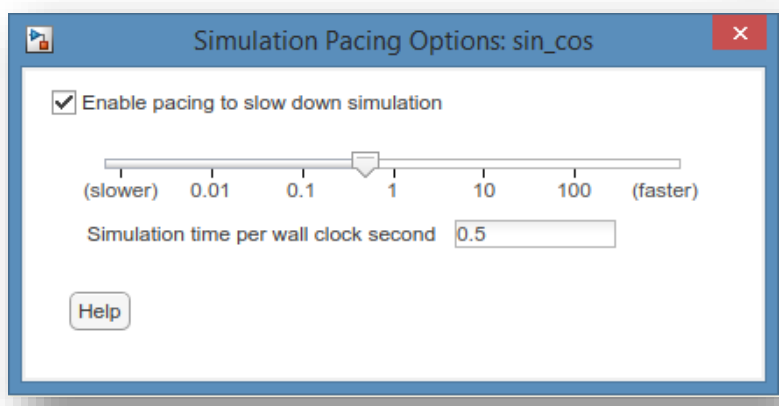 Simulation Pacing Options: sin_cos
Enable pacing to slow down simulation
(slower) 0.01 0.1 1 10 100 (faster)
Simulation time per wall clock second 0.5
Help